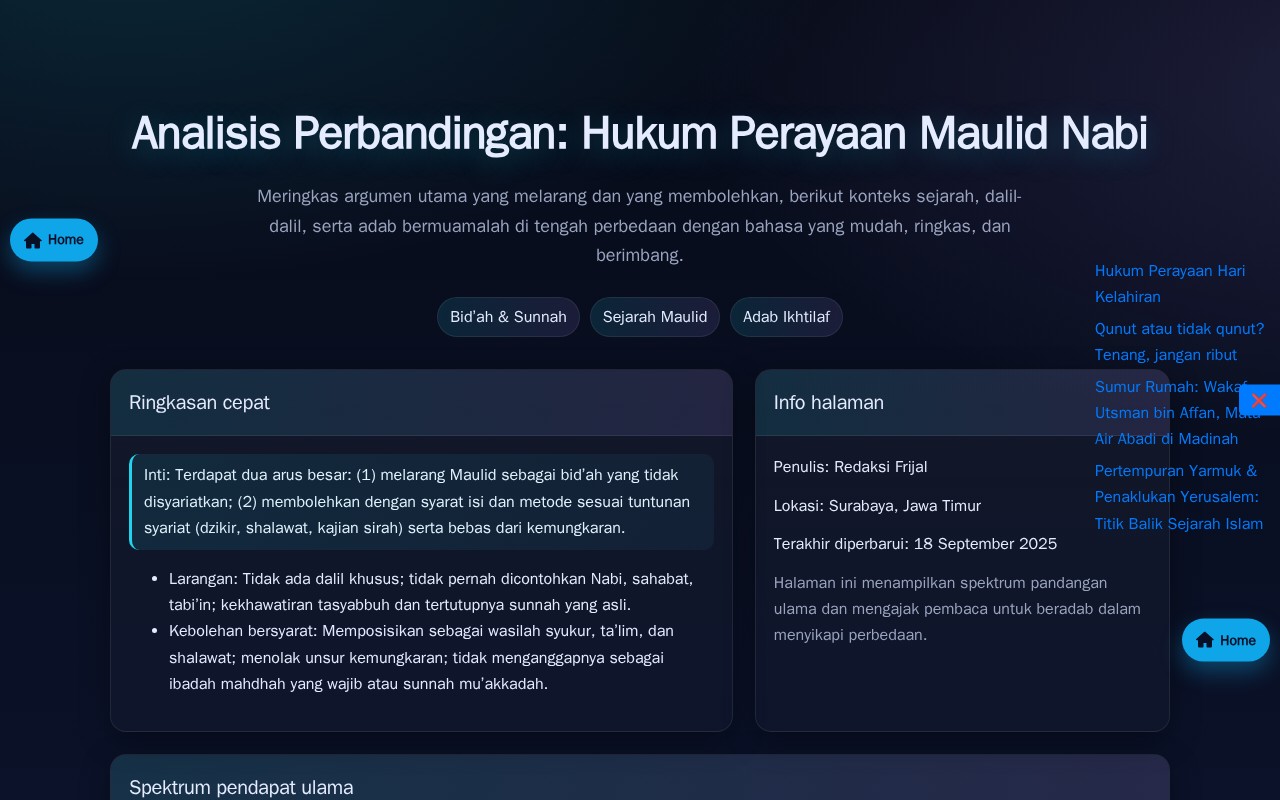 Analisis Perbandingan: Hukum Perayaan Maulid Nabi
Meringkas argumen utama yang melarang dan yang membolehkan, berikut konteks sejarah, dalil-
dalil, serta adab bermuamalah di tengah perbedaan dengan bahasa yang mudah, ringkas, dan
berimbang.
Home
Bid'ah & Sunnah
Sejarah Maulid
Adab Ikhtilaf
Ringkasan cepat
Inti: Terdapat dua arus besar: (1) melarang Maulid sebagai bid'ah yang tidak
disyariatkan; (2) membolehkan dengan syarat isi dan metode sesuai tuntunan
syariat (dzikir, shalawat, kajian sirah) serta bebas dari kemungkaran.
Larangan: Tidak ada dalil khusus; tidak pernah dicontohkan Nabi, sahabat,
tabi'in; kekhawatiran tasyabbuh dan tertutupnya sunnah yang asli.
Kebolehan bersyarat: Memposisikan sebagai wasilah syukur, ta'lim, dan
shalawat; menolak unsur kemungkaran; tidak menganggapnya sebagai
ibadah mahdhah yang wajib atau sunnah mu'akkadah.
Info halaman
Penulis: Redaksi Frijal
Lokasi: Surabaya, Jawa Timur
Terakhir diperbarui: 18 September 2025
Halaman ini menampilkan spektrum pandangan
ulama dan mengajak pembaca untuk beradab dalam
menyikapi perbedaan.
Hukum Perayaan Hari
Kelahiran
Qunut atau tidak qunut?
Tenang, jangan ribut
Sumur Rumah: Wakaf
Utsman bin Affan, Mata
Air Abadi di Madinah
Pertempuran Yarmuk &
Penaklukan Yerusalem:
Titik Balik Sejarah Islam
Home
Spektrum pendapat ulama